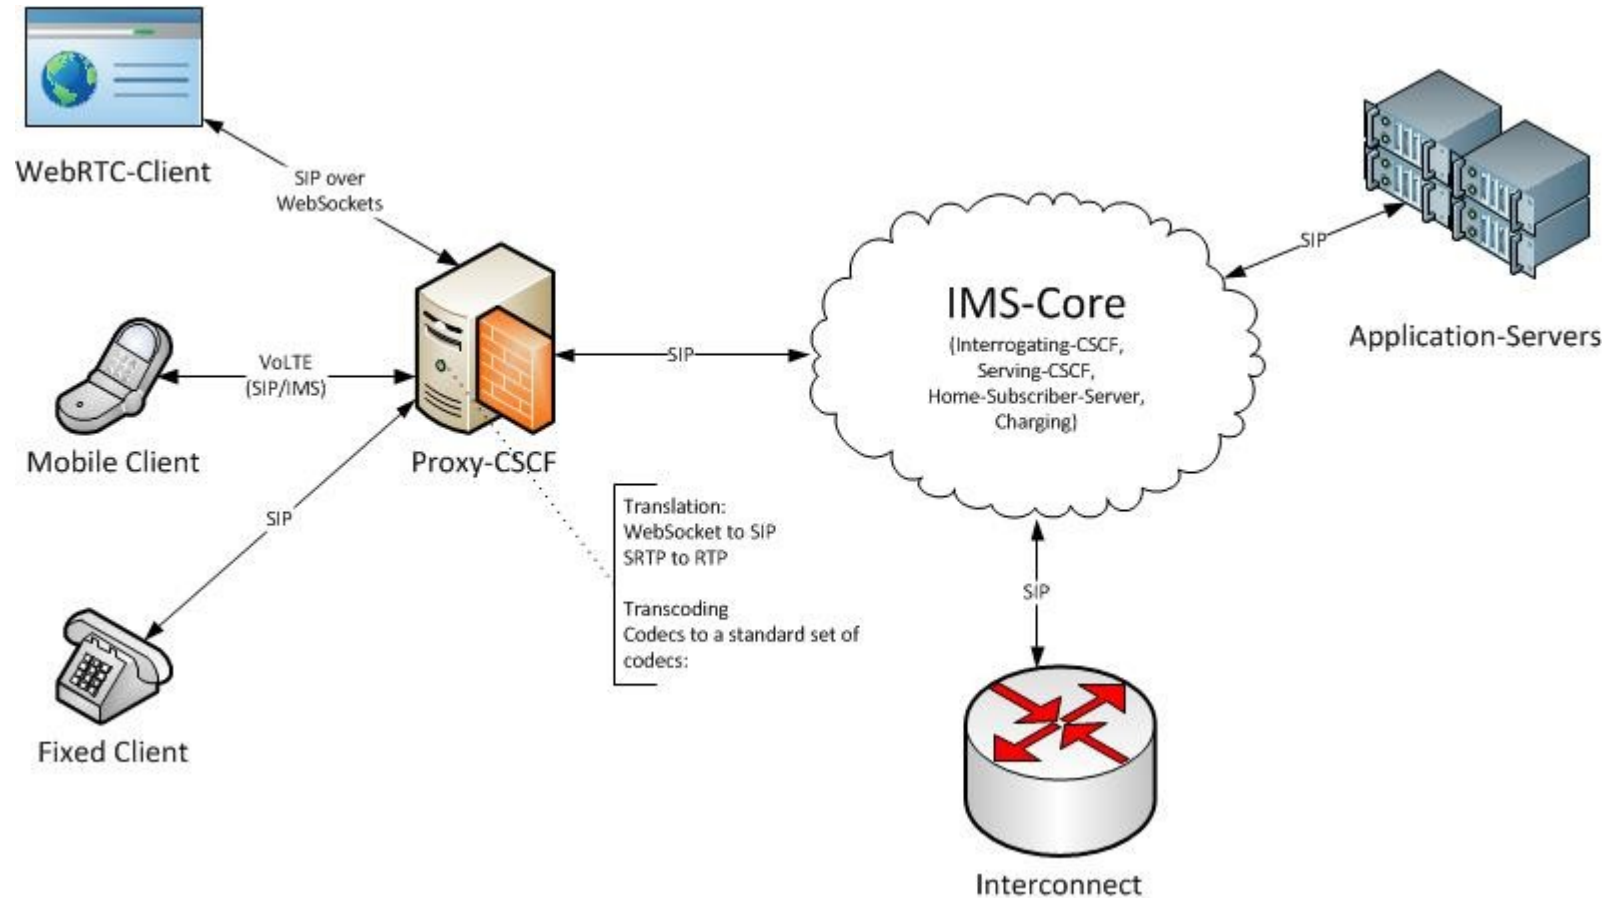 WebRTC-Client
SIP over
WebSockets
Mobile Client
VoLTE
(SIP/IMS)
Fixed Client
SIP
Proxy-CSCF
Translation:
WebSocket to SIP
SRTP to RTP
Transcoding
Codecs to a standard set of
codecs:
SIP
IMS-Core
(Interrogating-CSCF,
Serving-CSCF,
Home-Subscriber-Server,
Charging)
SIP
Application-Servers
SIP
Interconnect